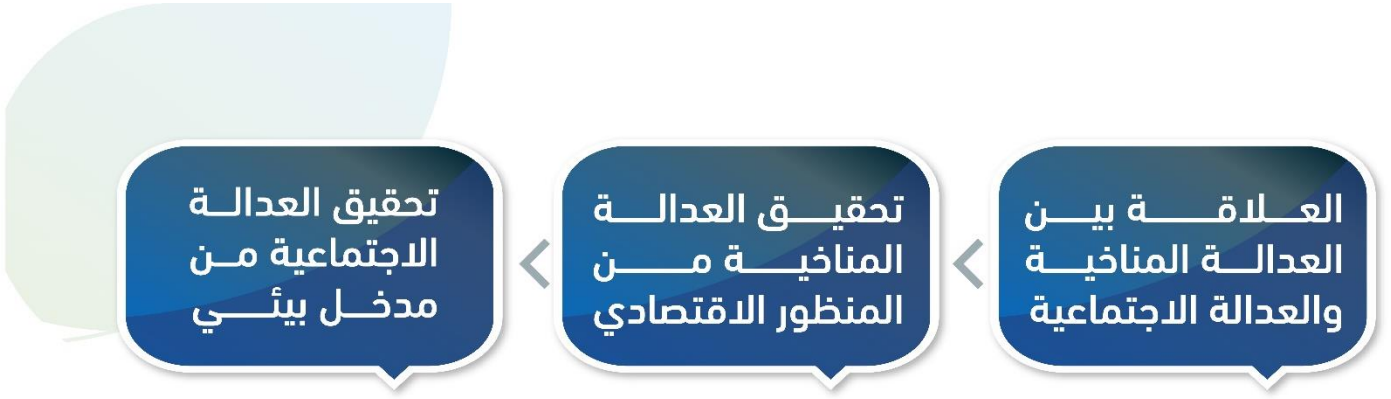 العلاقة بين
العدالة المناخية
والعدالة الاجتماعية
تحقيق العدالة
المناخية من
المنظور الاقتصادي
تحقيق العدالة
الاجتماعية من
مدخل بيئي